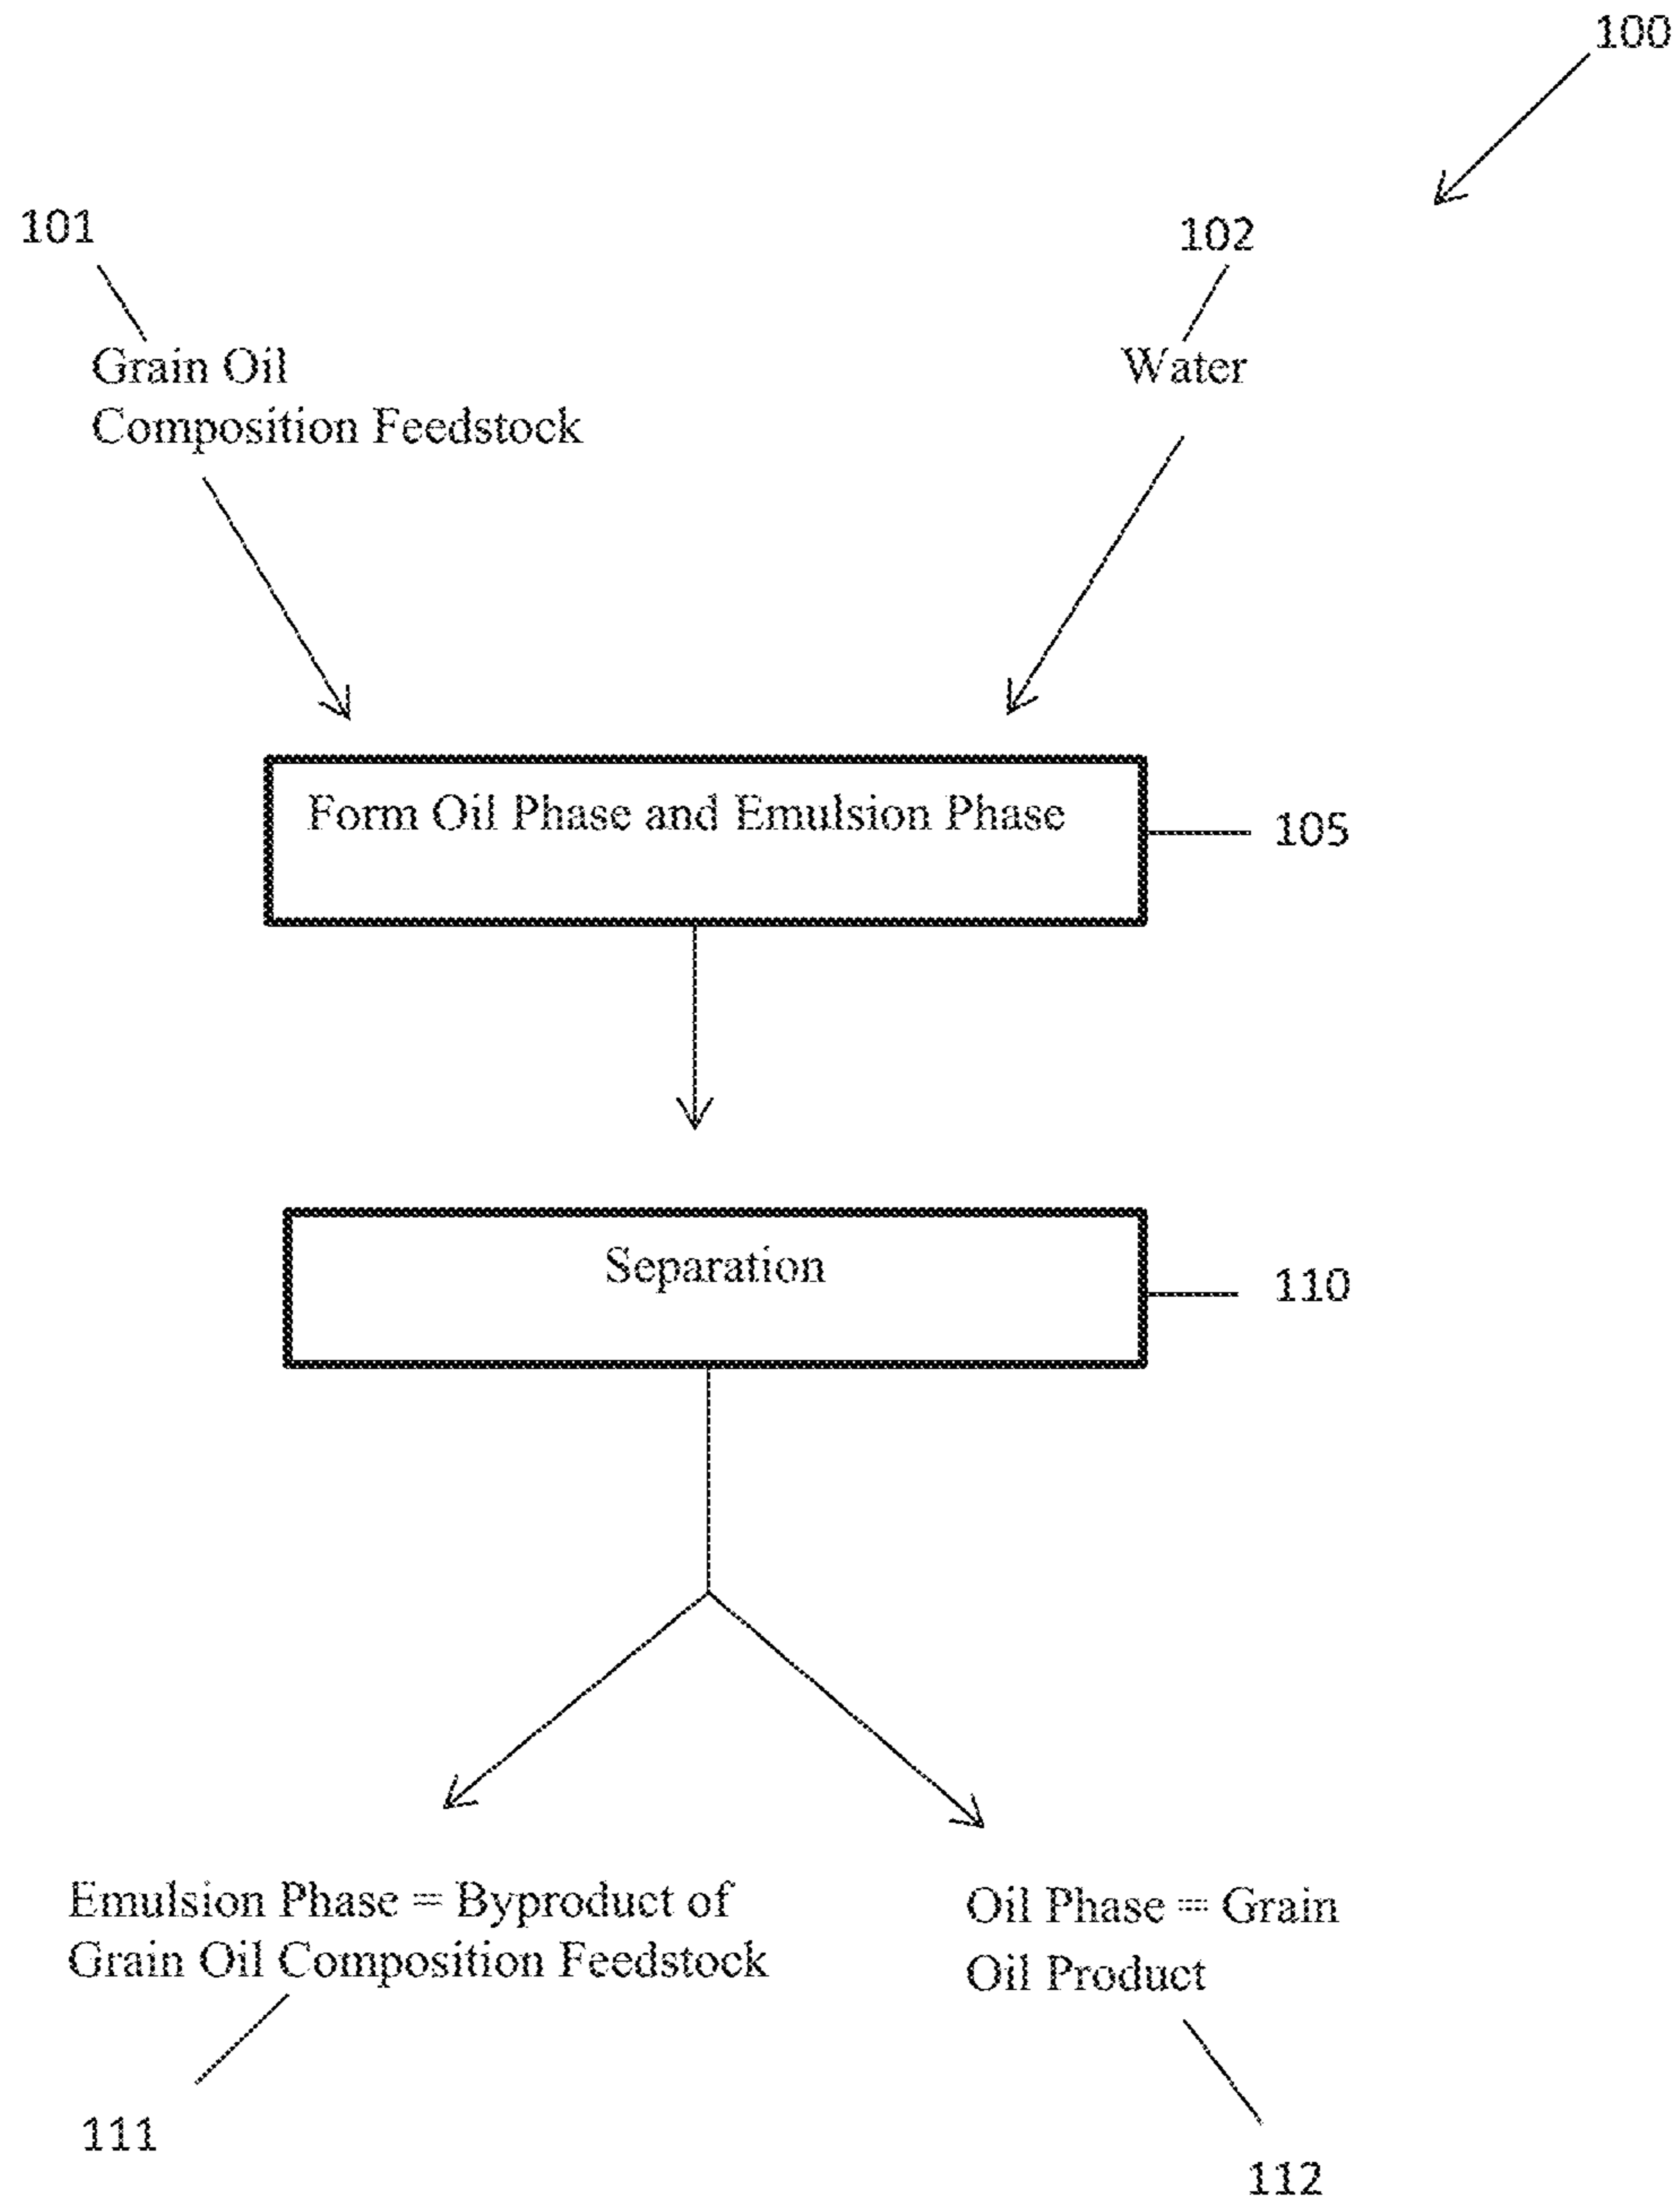 100
101
102
Grain Oil
Composition Feedstock
Water
Form Oil Phase and Emulsion Phase
105
Separation
110
Emulsion Phase = Byproduct of
Grain Oil Composition Feedstock
Oil Phase = Grain
Oil Product
111
112